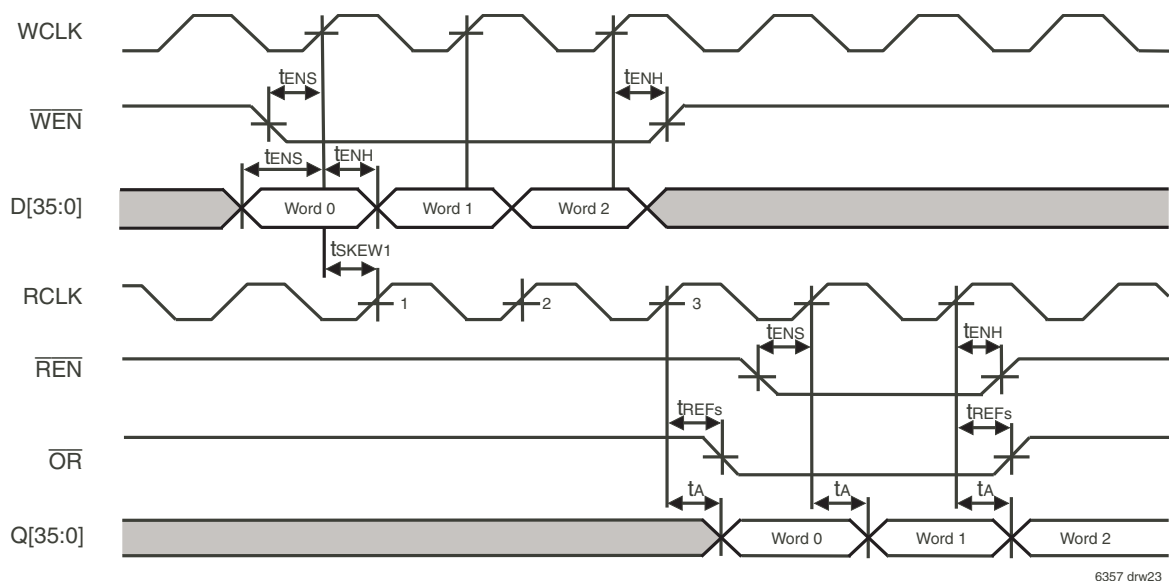 WCLK
tENS
tENH
WEN
tENS
tENH
D[35:0]
Word 0
Word 1
Word 2
tSKEW1
RCLK
1
2
3
tENS
tENH
REN
tREFs
tREFs
OR
tA
tA
tA
Q[35:0]
Word 0
Word 1
Word 2
6357 drw23